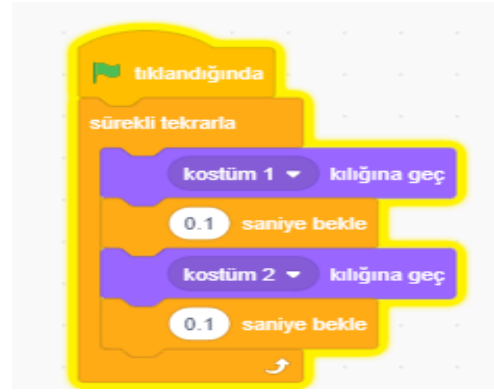 tıklandığında
sürekli tekrarla
kostüm 1 kılığına geç
0.1 saniye bekle
kostüm 2 kılığına geç
0.1 saniye bekle